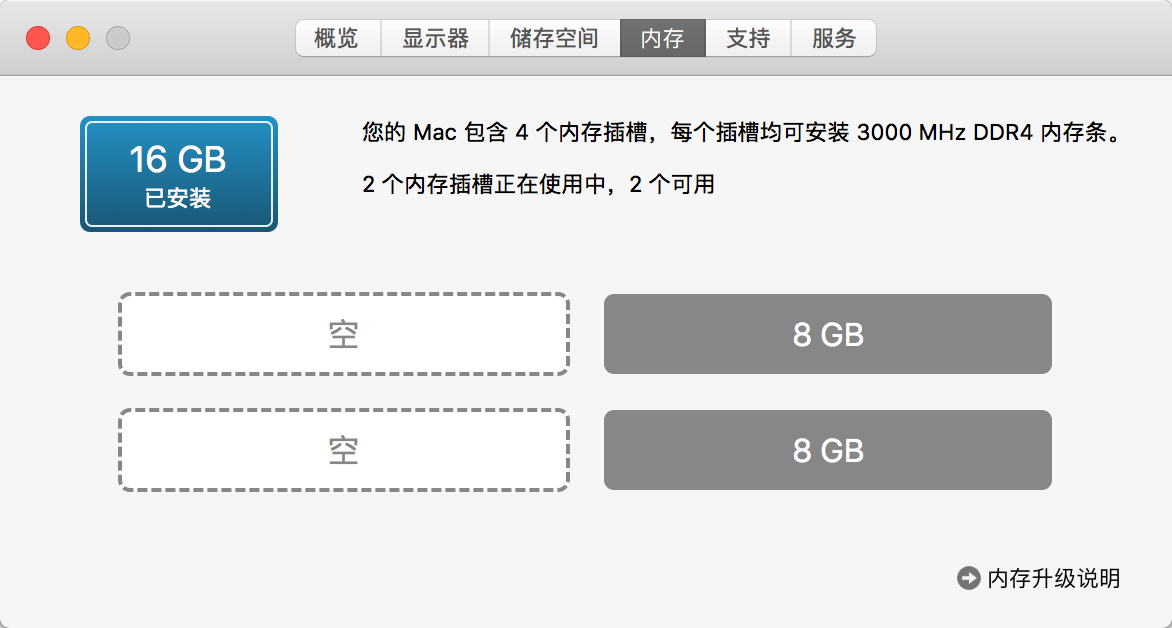 概览 显示器 储存空间 内存 支持 服务
16 GB
已安装
您的 Mac 包含 4 个内存插槽，每个插槽均可安装 3000 MHz DDR4 内存条。
2 个内存插槽正在使用中，2 个可用
空 8 GB
空 8 GB
内存升级说明